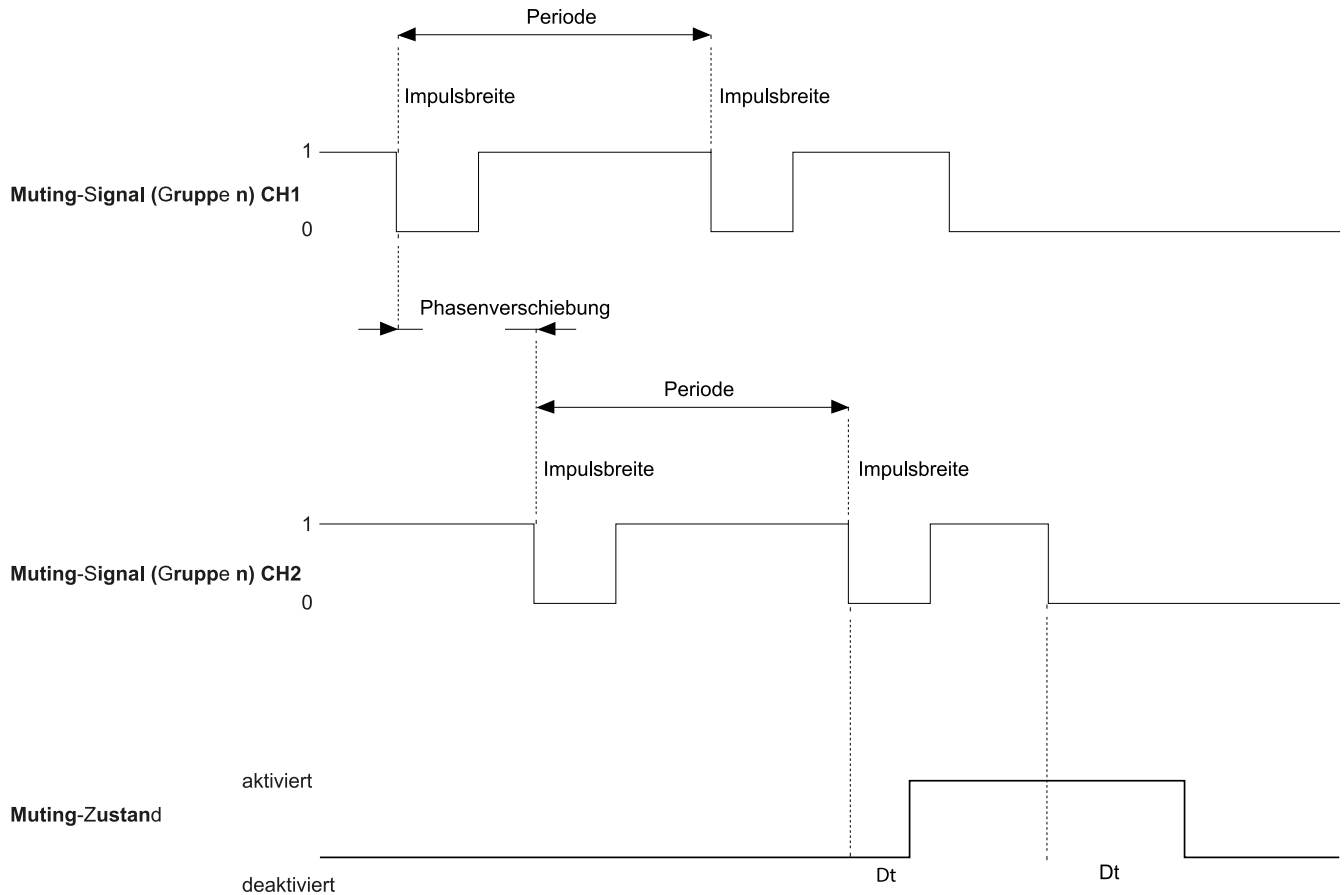 Periode
Impulsbreite
Impulsbreite
1
Muting-Signal (Gruppe n) CH1
0
Phasenverschiebung
Periode
Impulsbreite
Impulsbreite
1
Muting-Signal (Gruppe n) CH2
0
aktiviert
Muting-Zustand
Dt
Dt
deaktiviert